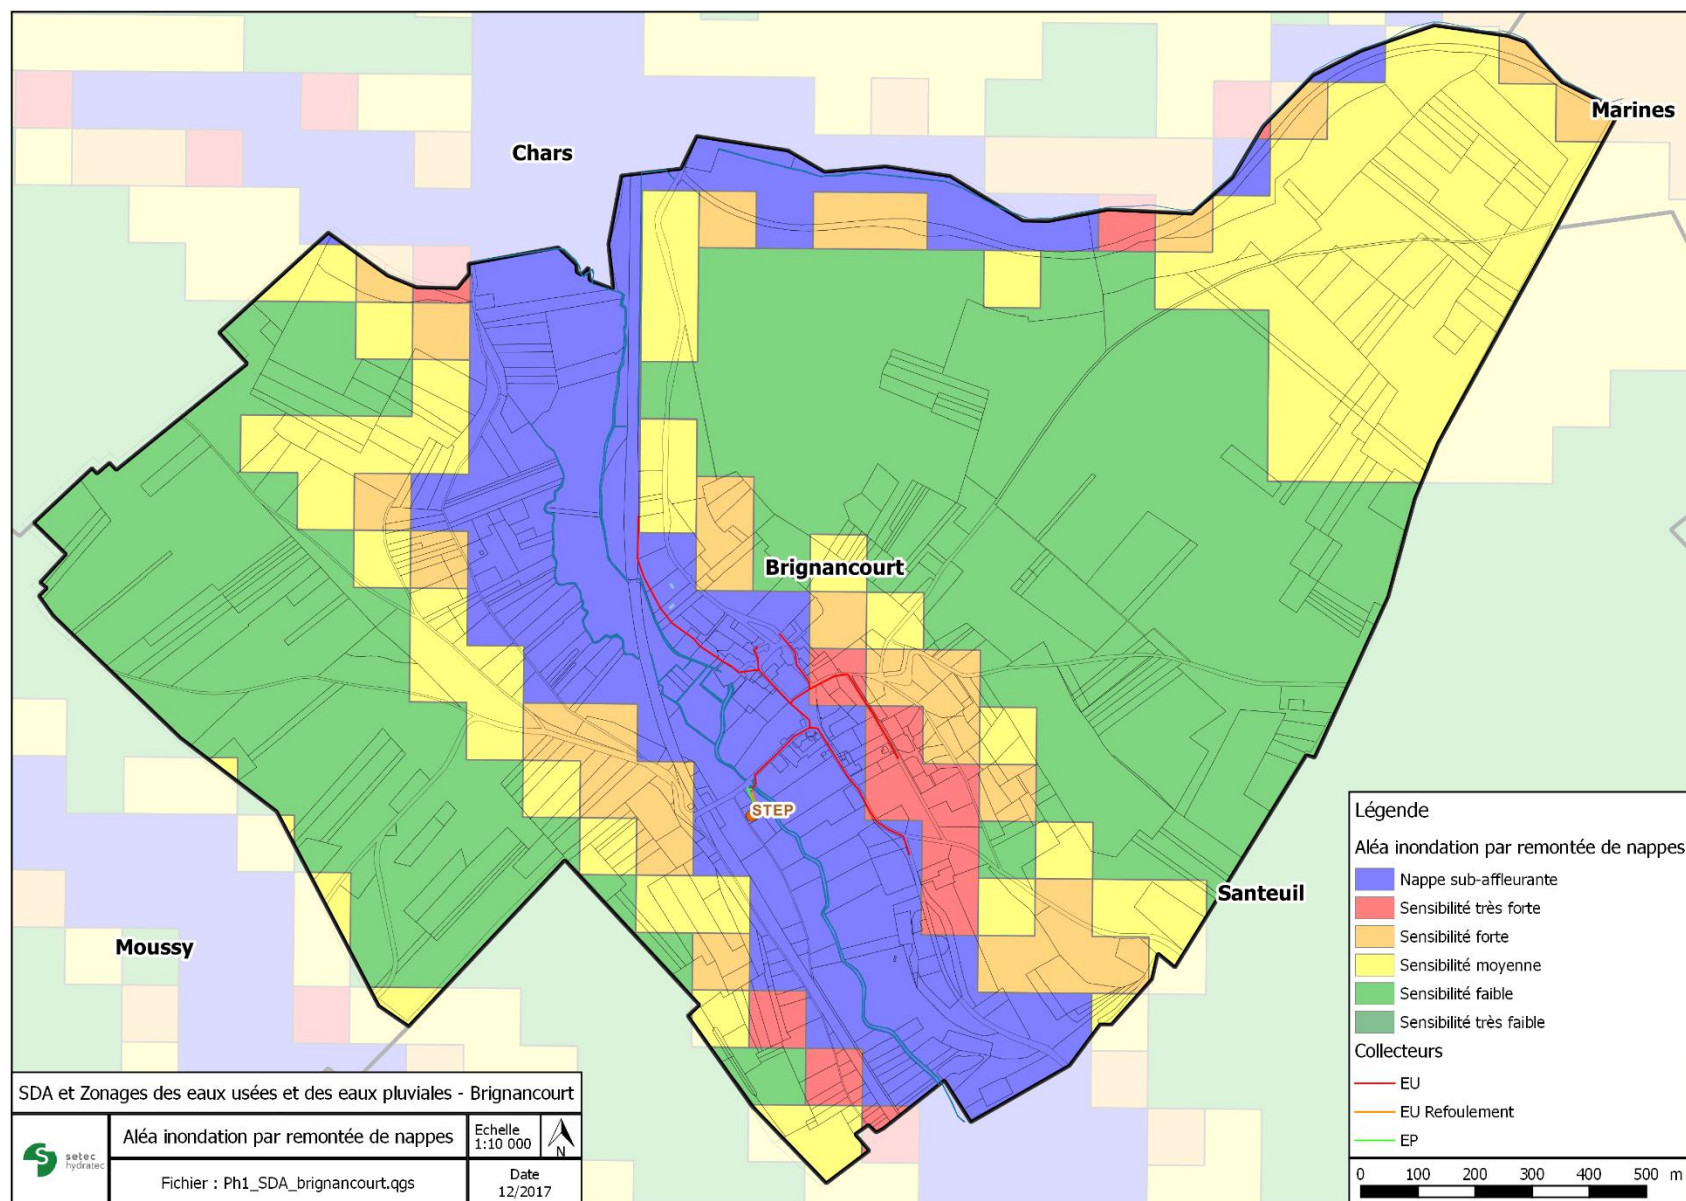 Marines
Chars
Brignancourt
STEP
Santeuil
Moussy
Légende
Aléa inondation par remontée de nappes
Nappe sub-affleurante
Sensibilité très forte
Sensibilité forte
Sensibilité moyenne
Sensibilité faible
Sensibilité très faible
Collecteurs
EU
EU Refoulement
EP
0 100 200 300 400 500 m
SDA et Zonages des eaux usées et des eaux pluviales - Brignancourt
setec
hydratec
Aléa inondation par remontée de nappes
Echelle
1:10 000
N
Fichier : Ph1_SDA_brignancourt.qgs
Date
12/2017